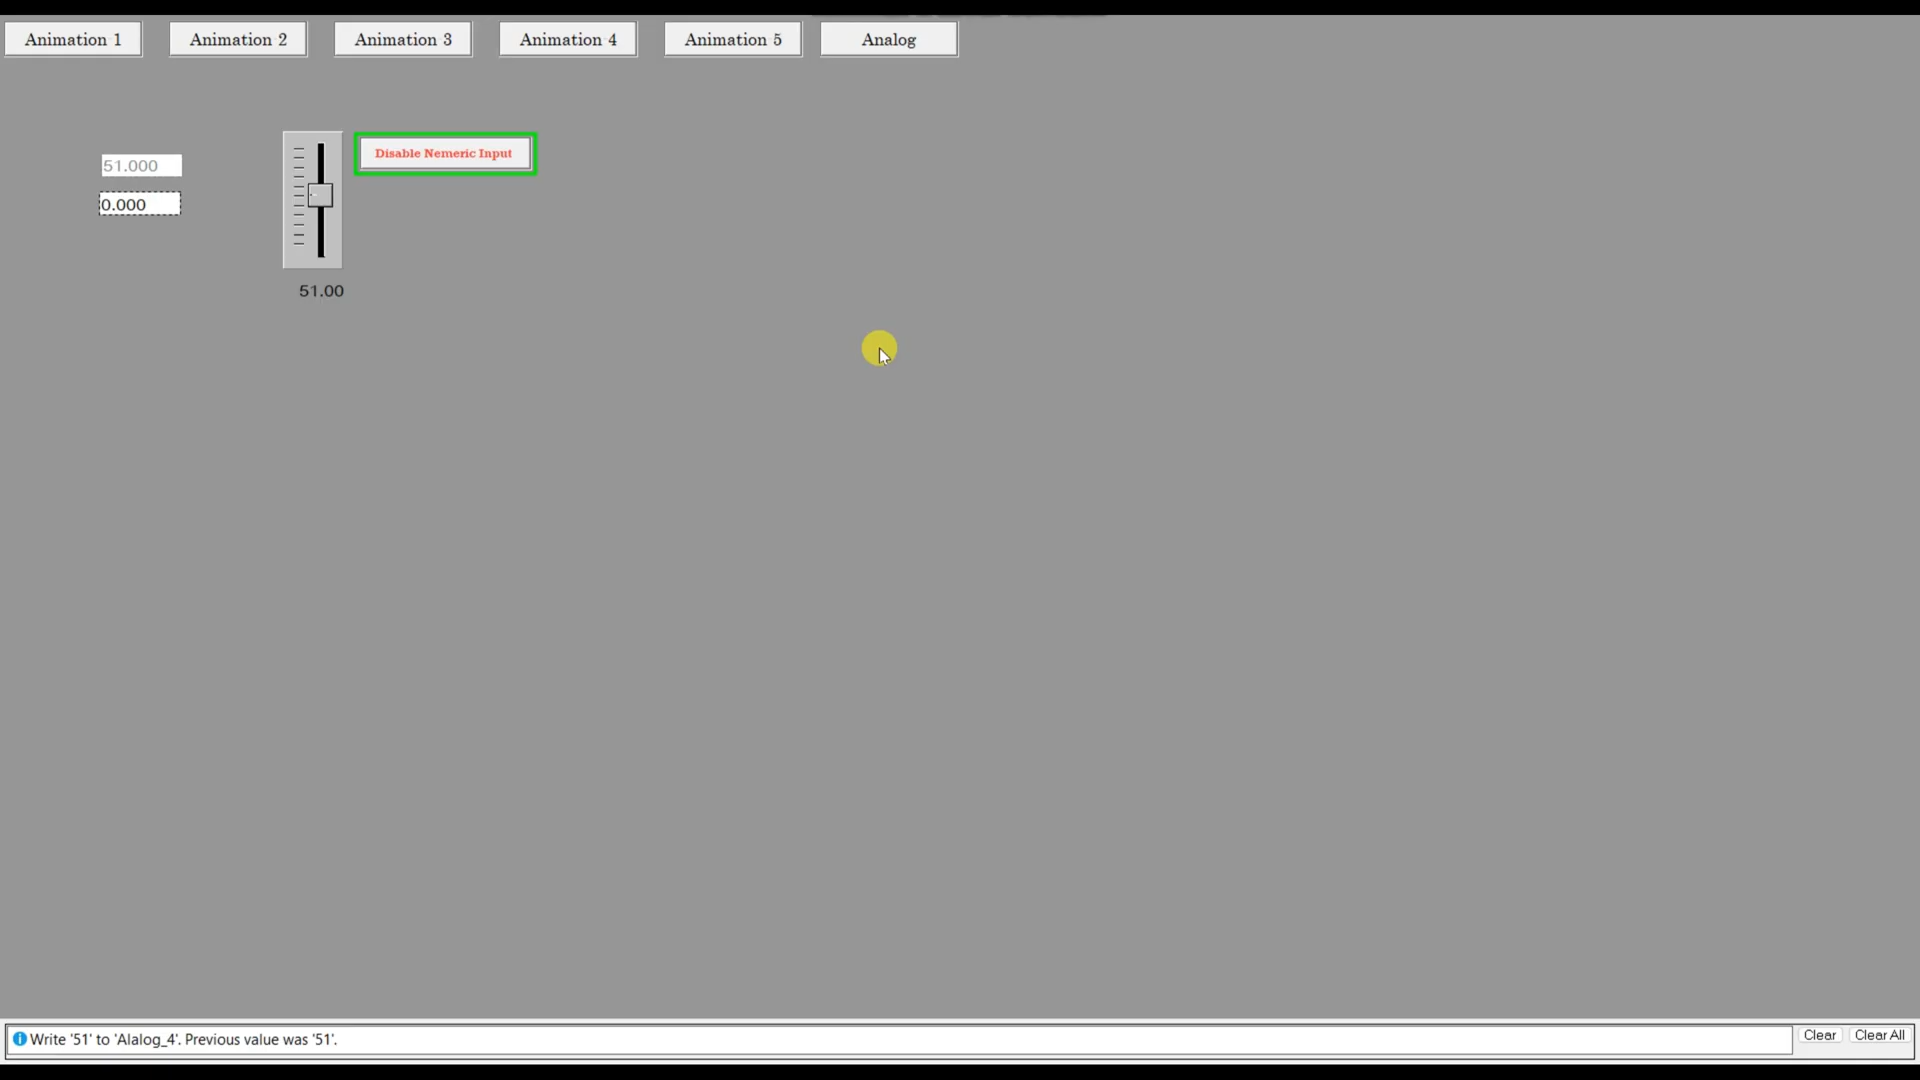 Animation 1
Animation 2
Animation 3
Animation 4
Animation 5
Analog
51.000
Disable Nemeric Input
0.000
51.00
Write '51' to 'Alalog_4'. Previous value was '51'.
Clear
Clear All